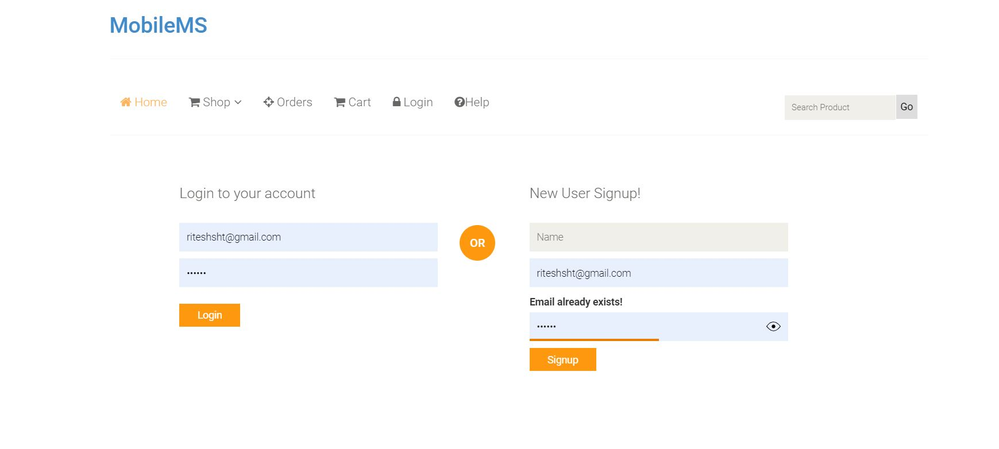 MobileMS
Home Shop Orders Cart Login Help
Search Product Go
Login to your account
riteshsht@gmail.com
••••••
Login
OR
New User Signup!
Name
riteshsht@gmail.com
Email already exists!
••••••
Signup